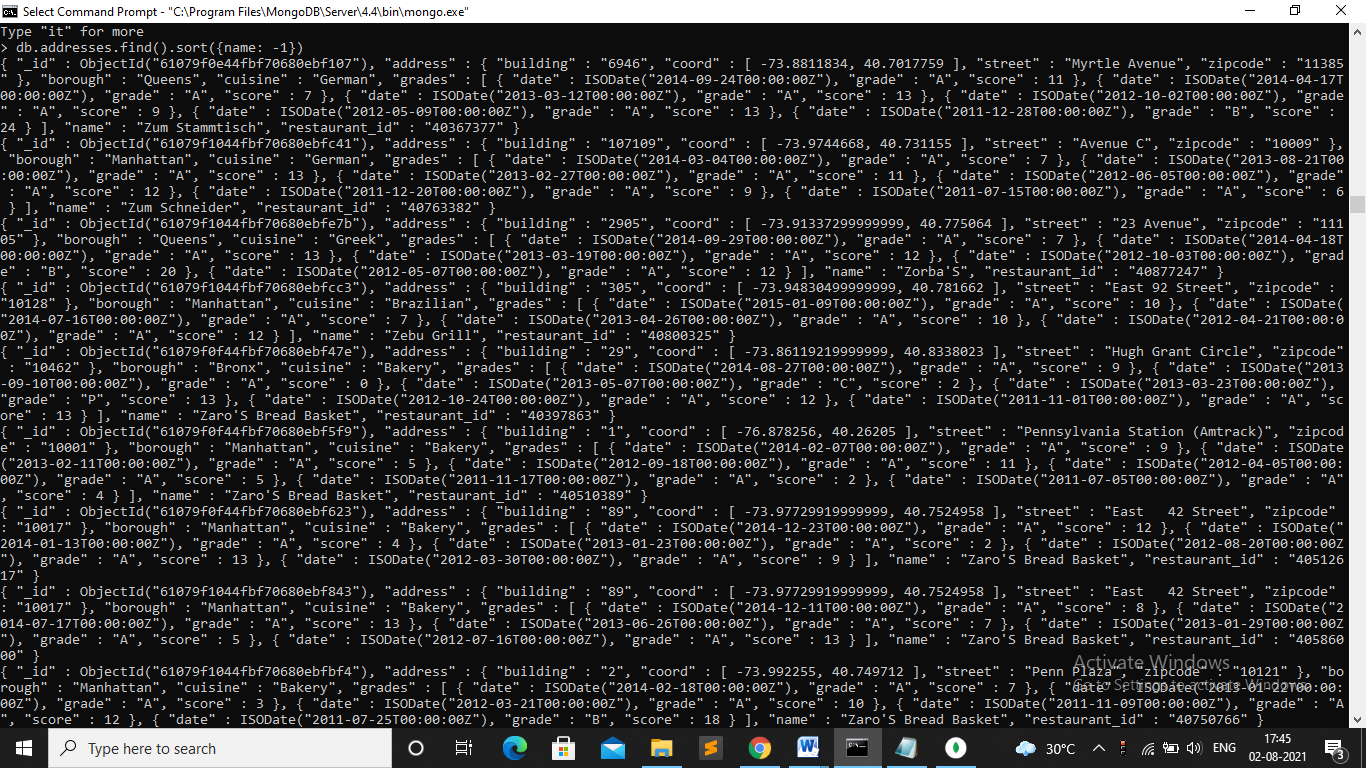 Select Command Prompt - "C:\Program Files\MongoDB\Server\4.4\bin\mongo.exe"
Type "it" for more
> db.addresses.find().sort({name: -1})
{ "_id" : ObjectId("61079f0e44fbf70680ebf107"), "address" : { "building" : "6946", "coord" : [ -73.8811834, 40.7017759 ], "street" : "Myrtle Avenue", "zipcode" : "11385
" }, "borough" : "Queens", "cuisine" : "German", "grades" : [ { "date" : ISODate("2014-09-24T00:00:00Z"), "grade" : "A", "score" : 11 }, { "date" : ISODate("2014-04-17T
00:00:00Z"), "grade" : "A", "score" : 7 }, { "date" : ISODate("2013-03-12T00:00:00Z"), "grade" : "A", "score" : 13 }, { "date" : ISODate("2012-10-02T00:00:00Z"), "grade
" : "A", "score" : 9 }, { "date" : ISODate("2012-05-09T00:00:00Z"), "grade" : "A", "score" : 13 }, { "date" : ISODate("2011-12-28T00:00:00Z"), "grade" : "B", "score" :
24 } ], "name" : "Zum Stammtisch", "restaurant_id" : "40367377" }
{ "_id" : ObjectId("61079f1044fbf70680ebfc41"), "address" : { "building" : "107109", "coord" : [ -73.9744668, 40.731155 ], "street" : "Avenue C", "zipcode" : "10009" },
"borough" : "Manhattan", "cuisine" : "German", "grades" : [ { "date" : ISODate("2014-03-04T00:00:00Z"), "grade" : "A", "score" : 7 }, { "date" : ISODate("2013-08-21T00
:00:00Z"), "grade" : "A", "score" : 13 }, { "date" : ISODate("2013-02-27T00:00:00Z"), "grade" : "A", "score" : 11 }, { "date" : ISODate("2012-06-05T00:00:00Z"), "grade"
: "A", "score" : 12 }, { "date" : ISODate("2011-12-20T00:00:00Z"), "grade" : "A", "score" : 9 }, { "date" : ISODate("2011-07-15T00:00:00Z"), "grade" : "A", "score" : 6
} ], "name" : "Zum Schneider", "restaurant_id" : "40763382" }
{ "_id" : ObjectId("61079f1044fbf70680ebfe7b"), "address" : { "building" : "2905", "coord" : [ -73.91337299999999, 40.775064 ], "street" : "23 Avenue", "zipcode" : "111
05" }, "borough" : "Queens", "cuisine" : "Greek", "grades" : [ { "date" : ISODate("2014-09-29T00:00:00Z"), "grade" : "A", "score" : 7 }, { "date" : ISODate("2014-04-18T
00:00:00Z"), "grade" : "A", "score" : 13 }, { "date" : ISODate("2013-03-19T00:00:00Z"), "grade" : "A", "score" : 12 }, { "date" : ISODate("2012-10-03T00:00:00Z"), "grad
e" : "B", "score" : 20 }, { "date" : ISODate("2012-05-07T00:00:00Z"), "grade" : "A", "score" : 12 } ], "name" : "Zorba'S", "restaurant_id" : "40877247" }
{ "_id" : ObjectId("61079f1044fbf70680ebfcc3"), "address" : { "building" : "305", "coord" : [ -73.94830499999999, 40.781662 ], "street" : "East 92 Street", "zipcode" :
"10128" }, "borough" : "Manhattan", "cuisine" : "Brazilian", "grades" : [ { "date" : ISODate("2015-01-09T00:00:00Z"), "grade" : "A", "score" : 10 }, { "date" : ISODate(
"2014-07-16T00:00:00Z"), "grade" : "A", "score" : 7 }, { "date" : ISODate("2013-04-26T00:00:00Z"), "grade" : "A", "score" : 10 }, { "date" : ISODate("2012-04-21T00:00:0
0Z"), "grade" : "A", "score" : 12 } ], "name" : "Zebu Grill", "restaurant_id" : "40800325" }
{ "_id" : ObjectId("61079f0f44fbf70680ebf47e"), "address" : { "building" : "29", "coord" : [ -73.86119219999999, 40.8338023 ], "street" : "Hugh Grant Circle", "zipcode"
: "10462" }, "borough" : "Bronx", "cuisine" : "Bakery", "grades" : [ { "date" : ISODate("2014-08-27T00:00:00Z"), "grade" : "A", "score" : 9 }, { "date" : ISODate("2013
-09-10T00:00:00Z"), "grade" : "A", "score" : 0 }, { "date" : ISODate("2013-05-07T00:00:00Z"), "grade" : "C", "score" : 2 }, { "date" : ISODate("2013-03-23T00:00:00Z"),
"grade" : "P", "score" : 13 }, { "date" : ISODate("2012-10-24T00:00:00Z"), "grade" : "A", "score" : 12 }, { "date" : ISODate("2011-11-01T00:00:00Z"), "grade" : "A", "sc
ore" : 13 } ], "name" : "Zaro'S Bread Basket", "restaurant_id" : "40397863" }
{ "_id" : ObjectId("61079f0f44fbf70680ebf5f9"), "address" : { "building" : "1", "coord" : [ -76.878256, 40.26205 ], "street" : "Pennsylvania Station (Amtrack)", "zipcod
e" : "10001" }, "borough" : "Manhattan", "cuisine" : "Bakery", "grades" : [ { "date" : ISODate("2014-02-07T00:00:00Z"), "grade" : "A", "score" : 9 }, { "date" : ISODate
("2013-02-11T00:00:00Z"), "grade" : "A", "score" : 5 }, { "date" : ISODate("2012-09-18T00:00:00Z"), "grade" : "A", "score" : 11 }, { "date" : ISODate("2012-04-05T00:00:
00Z"), "grade" : "A", "score" : 5 }, { "date" : ISODate("2011-11-17T00:00:00Z"), "grade" : "A", "score" : 2 }, { "date" : ISODate("2011-07-05T00:00:00Z"), "grade" : "A"
, "score" : 4 } ], "name" : "Zaro'S Bread Basket", "restaurant_id" : "40510389" }
{ "_id" : ObjectId("61079f0f44fbf70680ebf623"), "address" : { "building" : "89", "coord" : [ -73.97729919999999, 40.7524958 ], "street" : "East   42 Street", "zipcode"
: "10017" }, "borough" : "Manhattan", "cuisine" : "Bakery", "grades" : [ { "date" : ISODate("2014-12-23T00:00:00Z"), "grade" : "A", "score" : 12 }, { "date" : ISODate("
2014-01-13T00:00:00Z"), "grade" : "A", "score" : 4 }, { "date" : ISODate("2013-01-23T00:00:00Z"), "grade" : "A", "score" : 2 }, { "date" : ISODate("2012-08-20T00:00:00Z
"), "grade" : "A", "score" : 13 }, { "date" : ISODate("2012-03-30T00:00:00Z"), "grade" : "A", "score" : 9 } ], "name" : "Zaro'S Bread Basket", "restaurant_id" : "405126
17" }
{ "_id" : ObjectId("61079f1044fbf70680ebf843"), "address" : { "building" : "89", "coord" : [ -73.97729919999999, 40.7524958 ], "street" : "East   42 Street", "zipcode"
: "10017" }, "borough" : "Manhattan", "cuisine" : "Bakery", "grades" : [ { "date" : ISODate("2014-12-11T00:00:00Z"), "grade" : "A", "score" : 8 }, { "date" : ISODate("2
014-07-17T00:00:00Z"), "grade" : "A", "score" : 13 }, { "date" : ISODate("2013-06-26T00:00:00Z"), "grade" : "A", "score" : 7 }, { "date" : ISODate("2013-01-29T00:00:00Z
"), "grade" : "A", "score" : 5 }, { "date" : ISODate("2012-07-16T00:00:00Z"), "grade" : "A", "score" : 13 } ], "name" : "Zaro'S Bread Basket", "restaurant_id" : "405860
00" }
{ "_id" : ObjectId("61079f1044fbf70680ebfbf4"), "address" : { "building" : "2", "coord" : [ -73.992255, 40.749712 ], "street" : "Penn Plaza", "zipcode" : "10121" }, "bo
rough" : "Manhattan", "cuisine" : "Bakery", "grades" : [ { "date" : ISODate("2014-02-18T00:00:00Z"), "grade" : "A", "score" : 7 }, { "date" : ISODate("2013-01-22T00:00:
00Z"), "grade" : "A", "score" : 3 }, { "date" : ISODate("2012-03-21T00:00:00Z"), "grade" : "A", "score" : 10 }, { "date" : ISODate("2011-11-09T00:00:00Z"), "grade" : "A
", "score" : 12 }, { "date" : ISODate("2011-07-25T00:00:00Z"), "grade" : "B", "score" : 18 } ], "name" : "Zaro'S Bread Basket", "restaurant_id" : "40750766" }
Activate Windows
Go to Settings to activate Windows.
Type here to search
30°C
ENG
17:45
02-08-2021
3